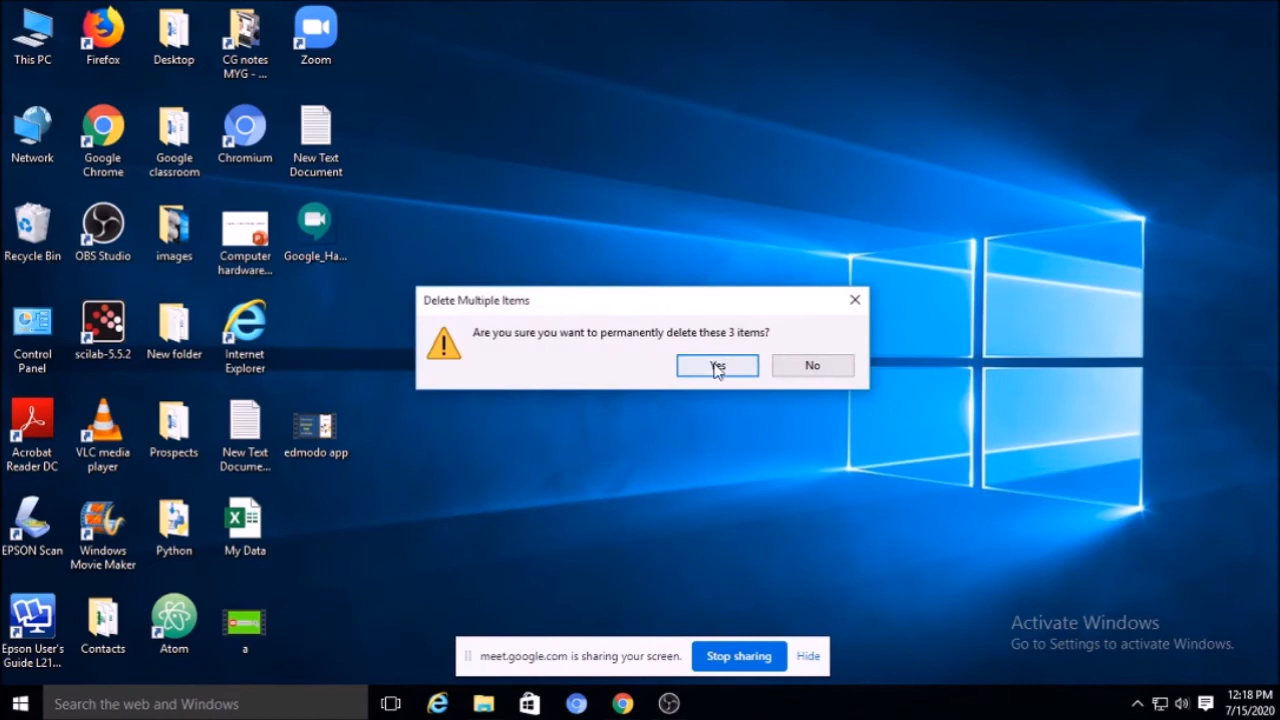 This PC
Firefox
Desktop
CG notes
MYG - ...
Zoom
Network
Google
Chrome
Google
classroom
Chromium
New Text
Document
Recycle Bin
OBS Studio
images
Computer
hardware...
Google_Ha...
Control
Panel
scilab-5.5.2
New folder
Internet
Explorer
Acrobat
Reader DC
VLC media
player
Prospects
New Text
Docume...
edmodo app
EPSON Scan
Windows
Movie Maker
Python
My Data
Epson User's
Guide L21...
Contacts
Atom
a
Delete Multiple Items
Are you sure you want to permanently delete these 3 items?
Yes
No
Activate Windows
Go to Settings to activate Windows.
meet.google.com is sharing your screen.
Stop sharing
Hide
Search the web and Windows
12:18 PM
7/15/2020